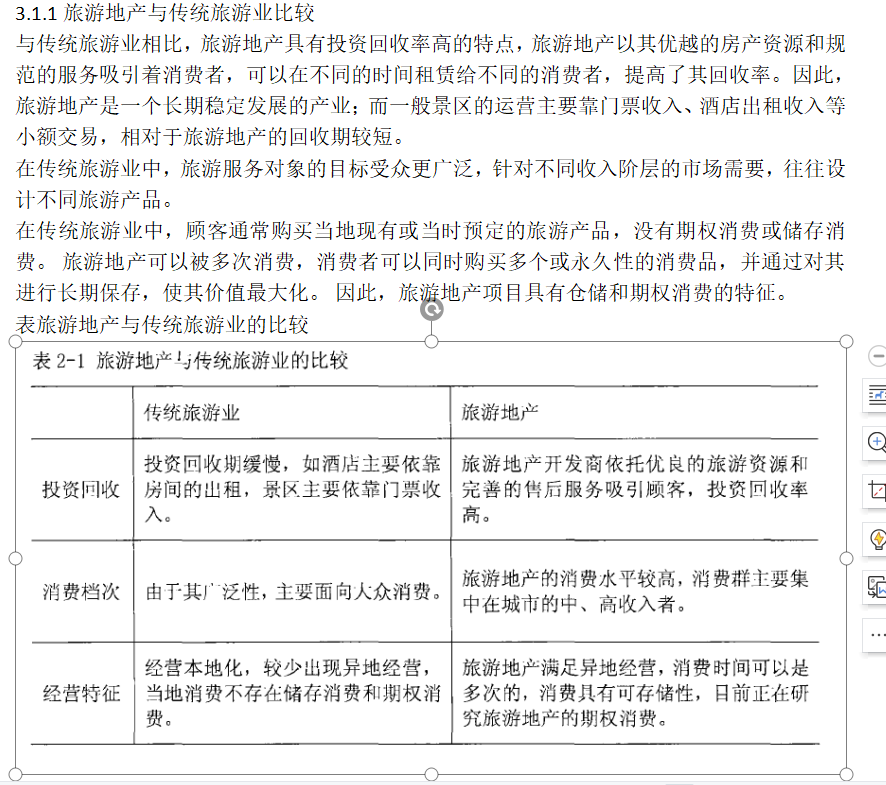 3.1.1 旅游地产与传统旅游业比较
与传统旅游业相比，旅游地产具有投资回收率高的特点，旅游地产以其优越的房产资源和规
范的服务吸引着消费者，可以在不同的时间租赁给不同的消费者，提高了其回收率。因此，
旅游地产是一个长期稳定发展的产业；而一般景区的运营主要靠门票收入、酒店出租收入等
小额交易，相对于旅游地产的回收期较短。
在传统旅游业中，旅游服务对象的目标受众更广泛，针对不同收入阶层的市场需要，往往设
计不同旅游产品。
在传统旅游业中，顾客通常购买当地现有或当时预定的旅游产品，没有期权消费或储存消
费。 旅游地产可以被多次消费，消费者可以同时购买多个或永久性的消费品，并通过对其
进行长期保存，使其价值最大化。 因此，旅游地产项目具有仓储和期权消费的特征。
表旅游地产与传统旅游业的比较
表 2-1 旅游地产与传统旅游业的比较
传统旅游业
旅游地产
投资回收
投资回收期缓慢，如酒店主要依靠
房间的出租，景区主要依靠门票收
入。
旅游地产开发商依托优良的旅游资源和
完善的售后服务吸引顾客，投资回收率
高。
消费档次
由于其广泛性，主要面向大众消费。
旅游地产的消费水平较高，消费群主要集
中在城市的中、高收入者。
经营特征
经营本地化，较少出现异地经营，
当地消费不存在储存消费和期权消
费。
旅游地产满足异地经营，消费时间可以是
多次的，消费具有可存储性，目前正在研
究旅游地产的期权消费。